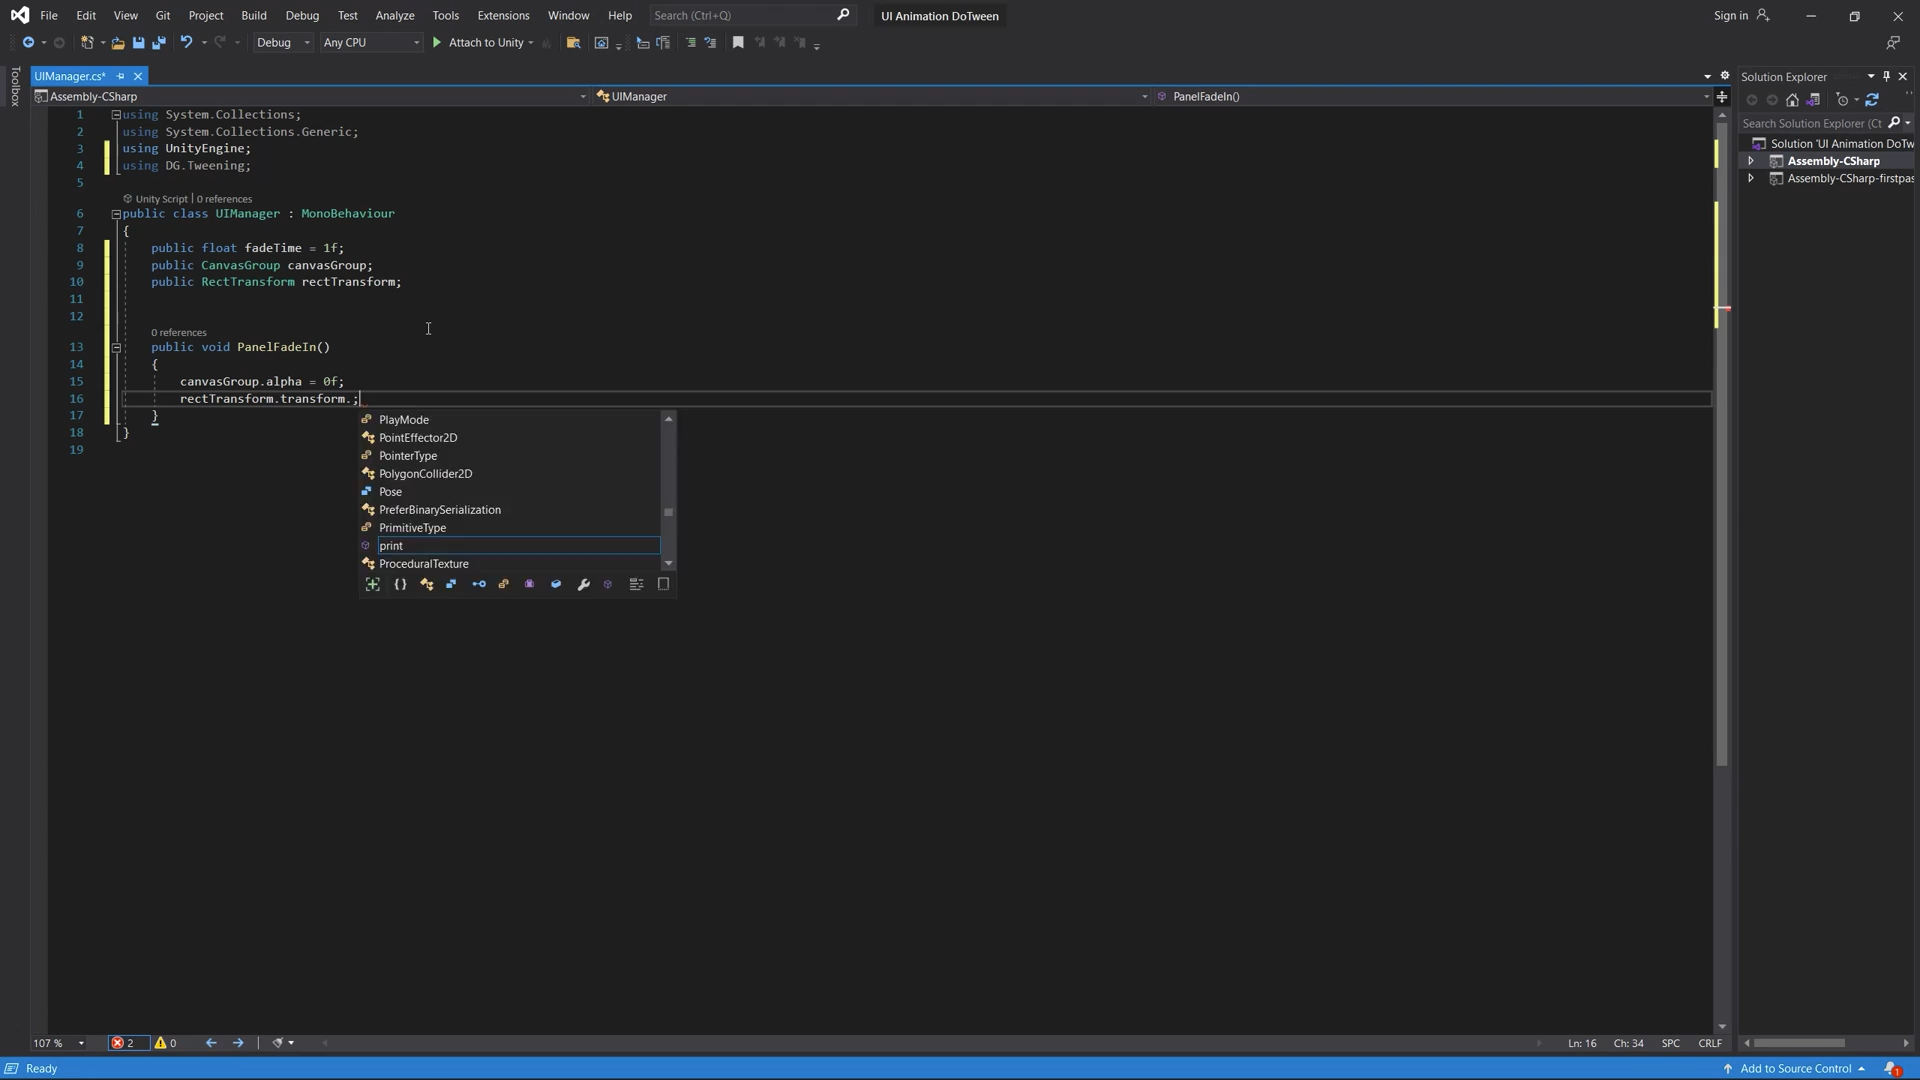 File Edit View Git Project Build Debug Test Analyze Tools Extensions Window Help Search (Ctrl+Q) UI Animation DoTween Sign in
Debug Any CPU Attach to Unity
Toolbox
UIManager.cs*
Solution Explorer
Assembly-CSharp UIManager PanelFadeIn()
Search Solution Explorer (Ct
Solution 'UI Animation DoTw
Assembly-CSharp
Assembly-CSharp-firstpas
1 using System.Collections;
2 using System.Collections.Generic;
3 using UnityEngine;
4 using DG.Tweening;
5
Unity Script | 0 references
6 public class UIManager : MonoBehaviour
7 {
8 public float fadeTime = 1f;
9 public CanvasGroup canvasGroup;
10 public RectTransform rectTransform;
11
12
0 references
13 public void PanelFadeIn()
14 {
15 canvasGroup.alpha = 0f;
16 rectTransform.transform.;
17 }
18 }
19
PlayMode
PointEffector2D
PointerType
PolygonCollider2D
Pose
PreferBinarySerialization
PrimitiveType
print
ProceduralTexture
107 % 2 0 Ln: 16 Ch: 34 SPC CRLF
Ready Add to Source Control 1